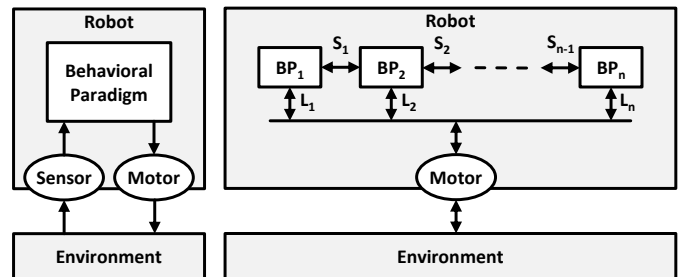 Robot
Behavioral
Paradigm
Sensor
Motor
Environment
Robot
S₁ S₂ Sₙ₋₁
BP₁ BP₂ BPₙ
L₁ L₂ Lₙ
Motor
Environment